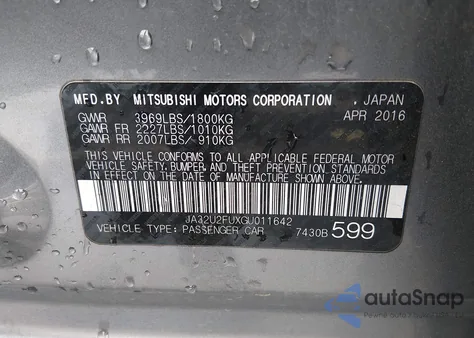 MFD.BY MITSUBISHI MOTORS CORPORATION , JAPAN
GVWR 3969LBS/1800KG APR 2016
GAWR FR 2227LBS/1010KG
GAWR RR 2007LBS/ 910KG
THIS VEHICLE CONFORMS TO ALL APPLICABLE FEDERAL MOTOR
VEHICLE SAFETY,BUMPER, AND THEFT PREVENTION STANDARDS
IN EFFECT ON THE DATE OF MANUFACTURE SHOWN ABOVE.
JA32U2FUXGU011642
VEHICLE TYPE: PASSENGER CAR 7430B 599
autoSnap